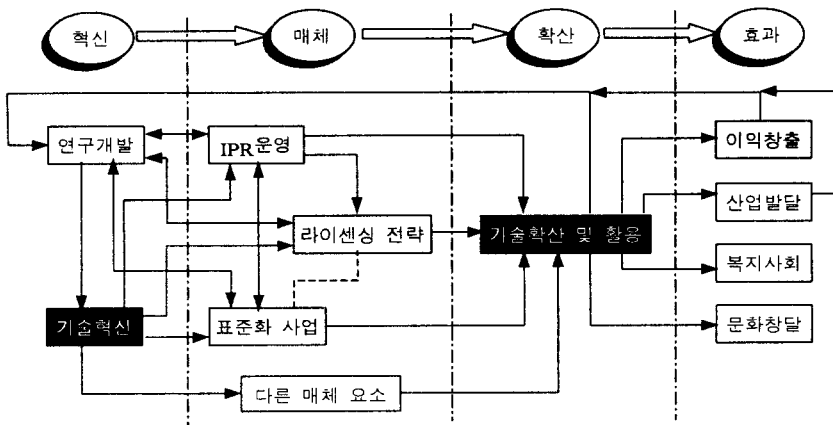 혁신
매체
확산
효과
연구개발
IPR운영
이익창출
산업발달
라이센싱 전략
기술확산 및 활용
복지사회
기술혁신
표준화 사업
문화창달
다른 매체 요소